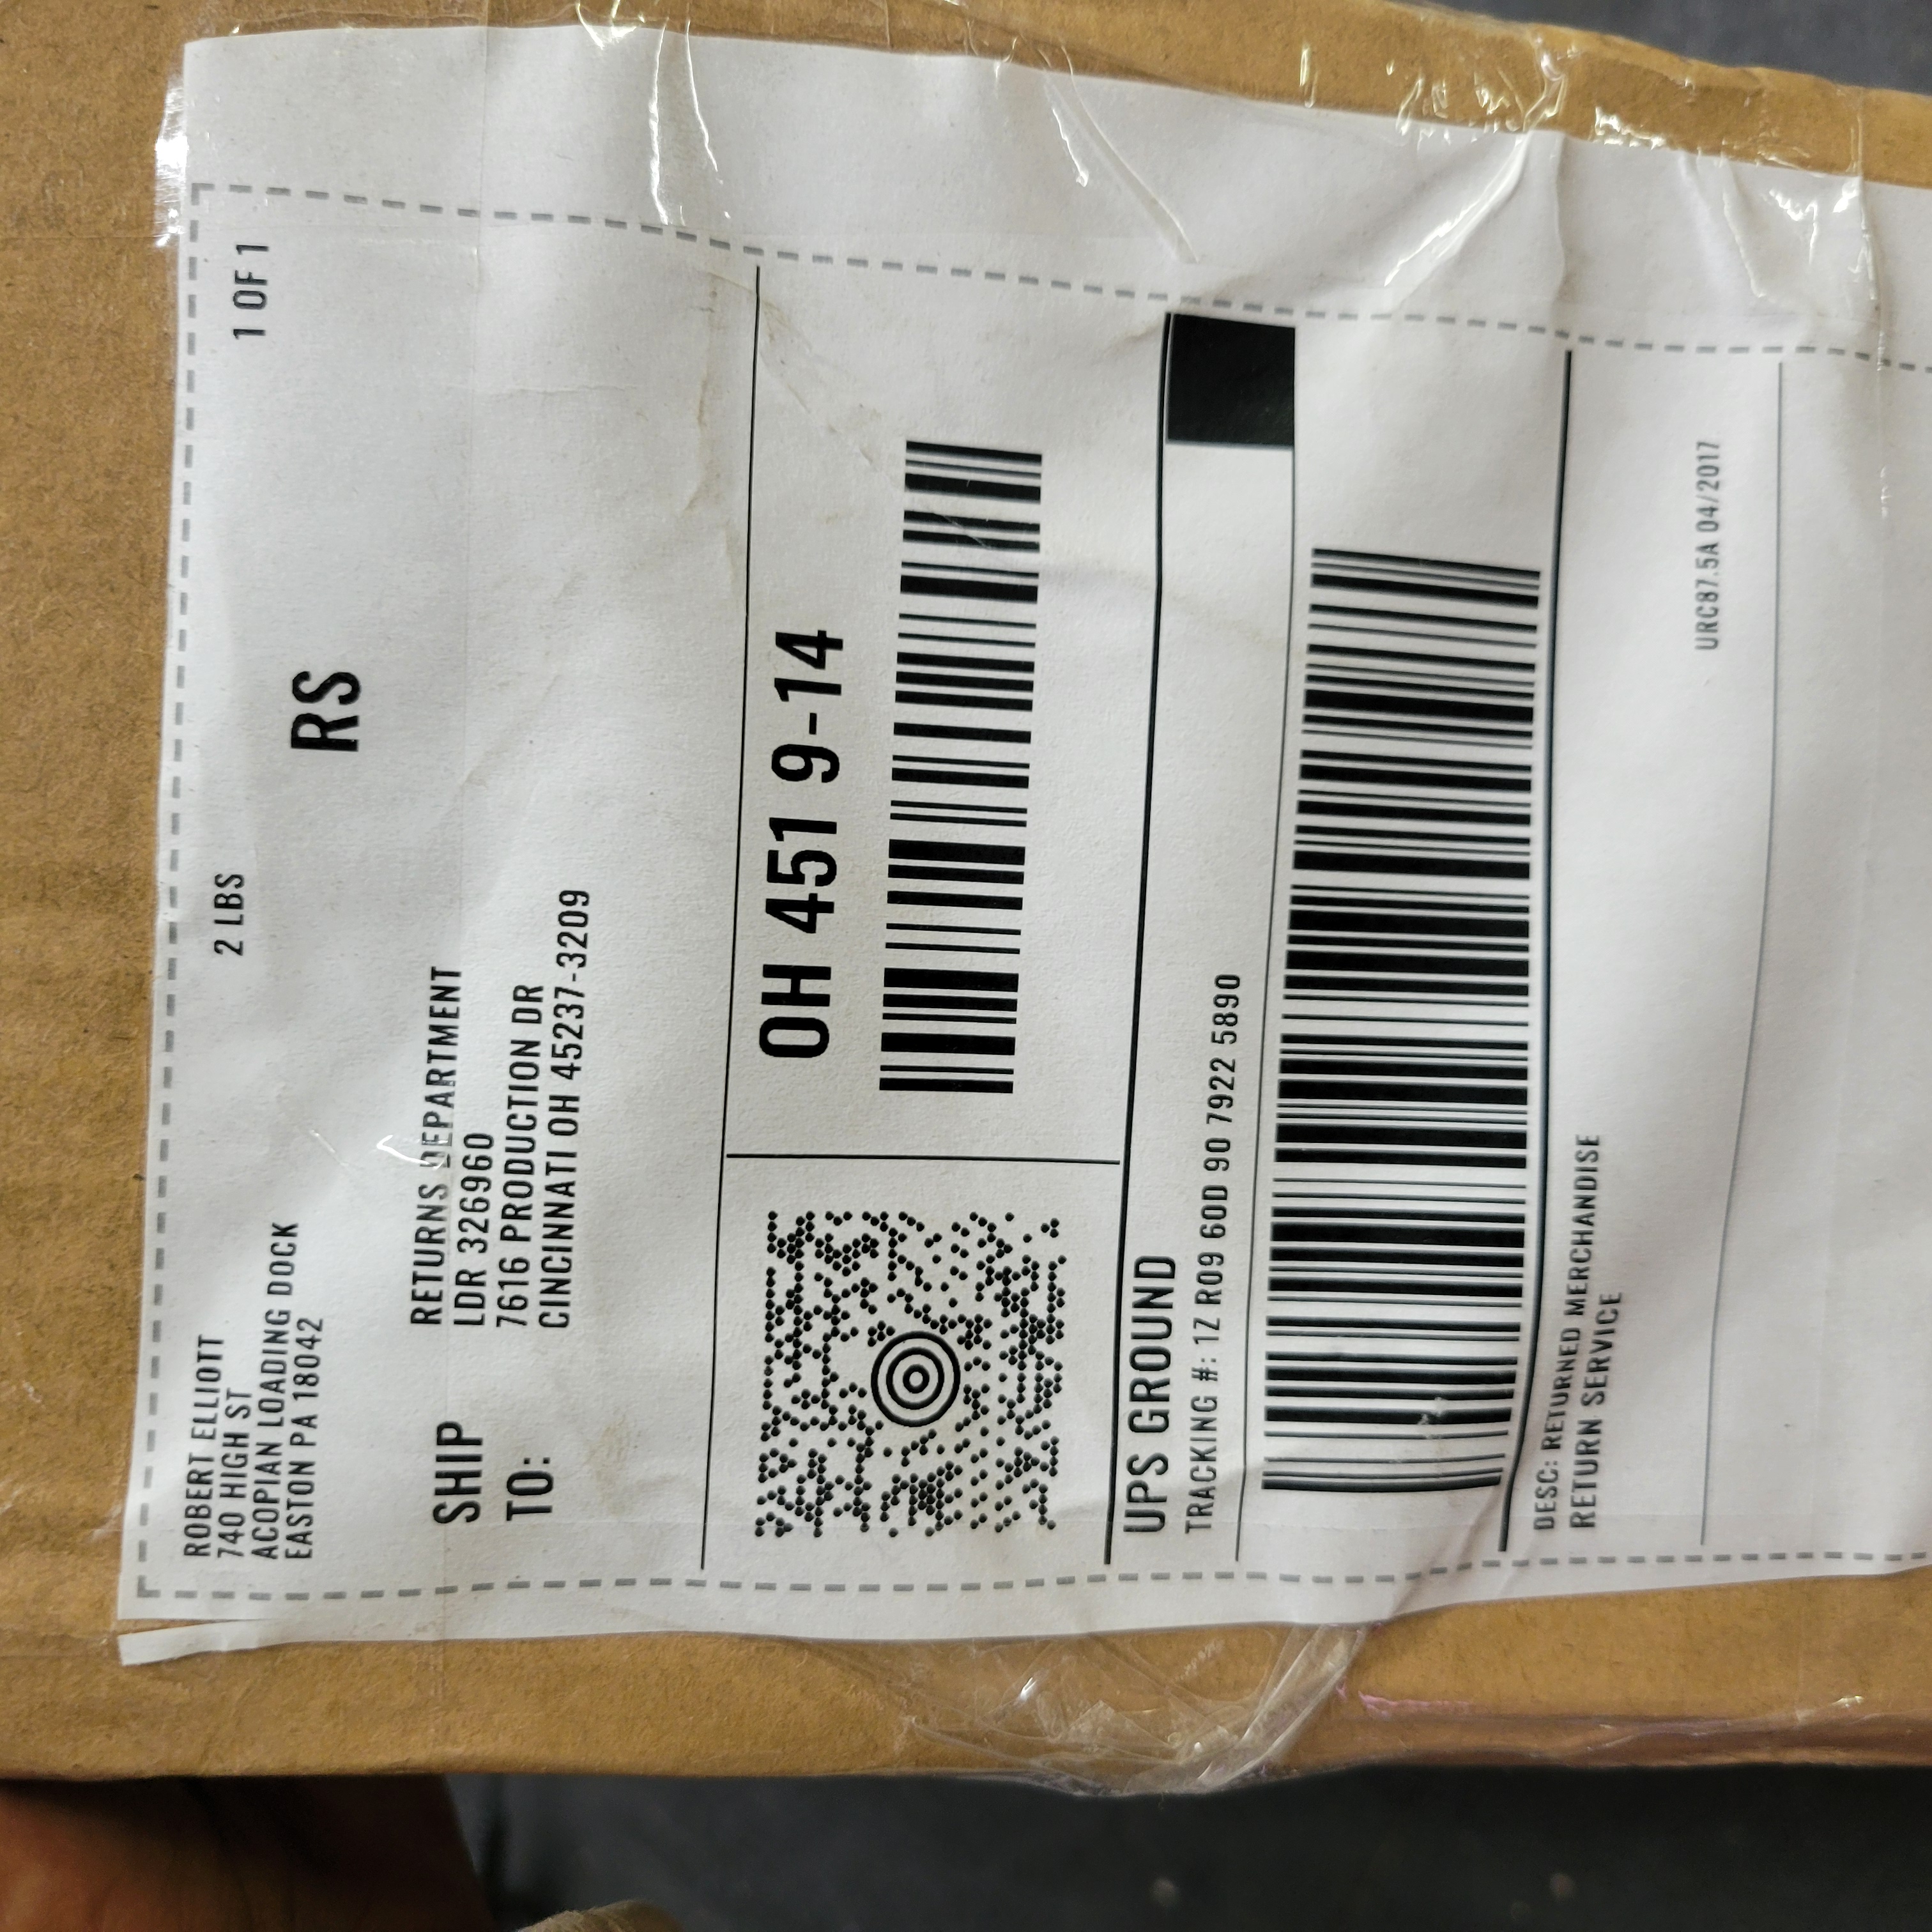 ROBERT ELLIOTT
740 HIGH ST
ACOPIAN LOADING DOCK
EASTON PA 18042
2 LBS
1 OF 1
RS
SHIP
TO:
RETURNS DEPARTMENT
LDR 326960
7616 PRODUCTION DR
CINCINNATI OH 45237-3209
OH 451 9-14
UPS GROUND
TRACKING #: 1Z R09 60D 90 7922 5890
DESC: RETURNED MERCHANDISE
RETURN SERVICE
URC87.5A 04/2017